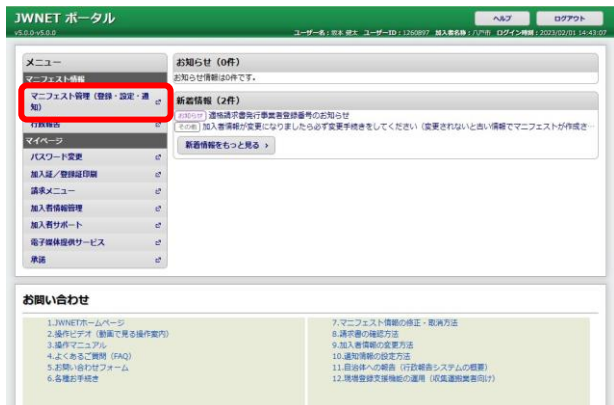 JWNET ポータル
v5.0.0-v5.0.0
ヘルプ
ログアウト
ユーザー名：坂本 健太 ユーザーID：1260897 加入者名称：八戸市 ログイン時間：2023/02/01 14:43:07
メニュー
マニフェスト情報
マニフェスト管理（登録・設定・通
知）
行政報告
マイページ
パスワード変更
加入証／登録証印刷
請求メニュー
加入者情報管理
加入者サポート
電子媒体提供サービス
承諾
お知らせ（0件）
お知らせ情報は0件です。
新着情報（2件）
お知らせ 適格請求書発行事業者登録番号のお知らせ
その他 加入者情報が変更になりましたら必ず変更手続きをしてください（変更されないと古い情報でマニフェストが作成さ…
新着情報をもっと見る ›
お問い合わせ
1.JWNETホームページ
2.操作ビデオ（動画で見る操作案内）
3.操作マニュアル
4.よくあるご質問（FAQ）
5.お問い合わせフォーム
6.各種お手続き
7.マニフェスト情報の修正・取消方法
8.請求書の確認方法
9.加入者情報の変更方法
10.通知情報の設定方法
11.自治体への報告（行政報告システムの概要）
12.現場登録支援機能の運用（収集運搬業者向け）